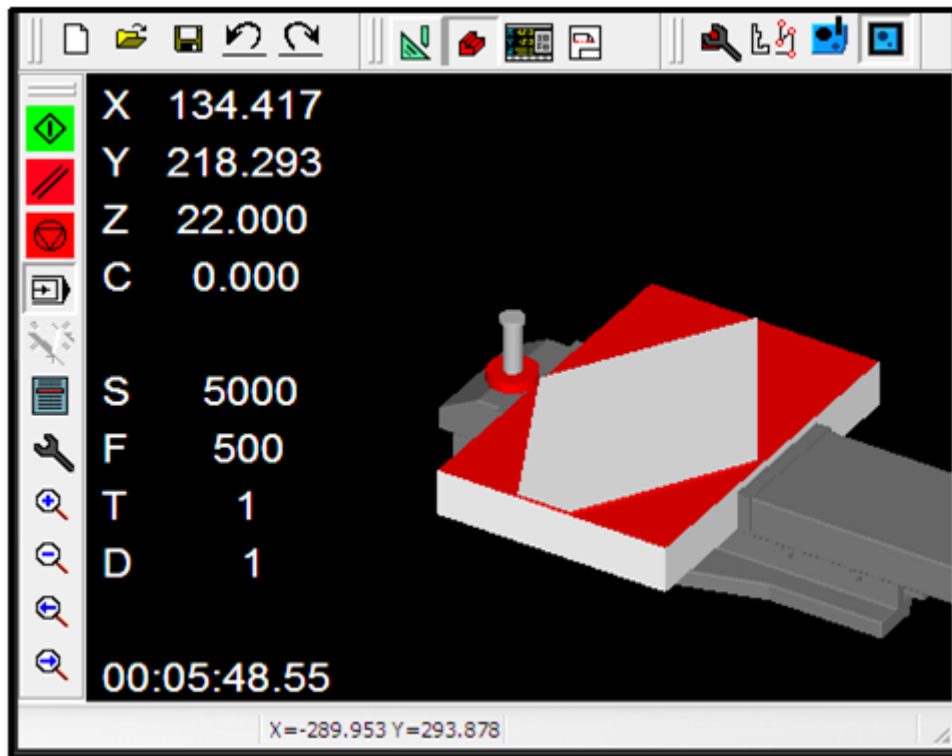 X 134.417
Y 218.293
Z 22.000
C 0.000
S 5000
F 500
T 1
D 1
00:05:48.55
X=-289.953 Y=293.878